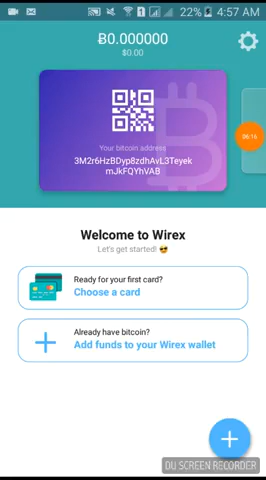 22% 4:57 AM
Ƀ0.000000
$0.00
Your bitcoin address
3M2r6HzBDyp8zdhAvL3Teyek
mJkFQYhVAB
06:16
Welcome to Wirex
Let's get started! 😎
Ready for your first card?
Choose a card
Already have bitcoin?
Add funds to your Wirex wallet
DU SCREEN RECORDER